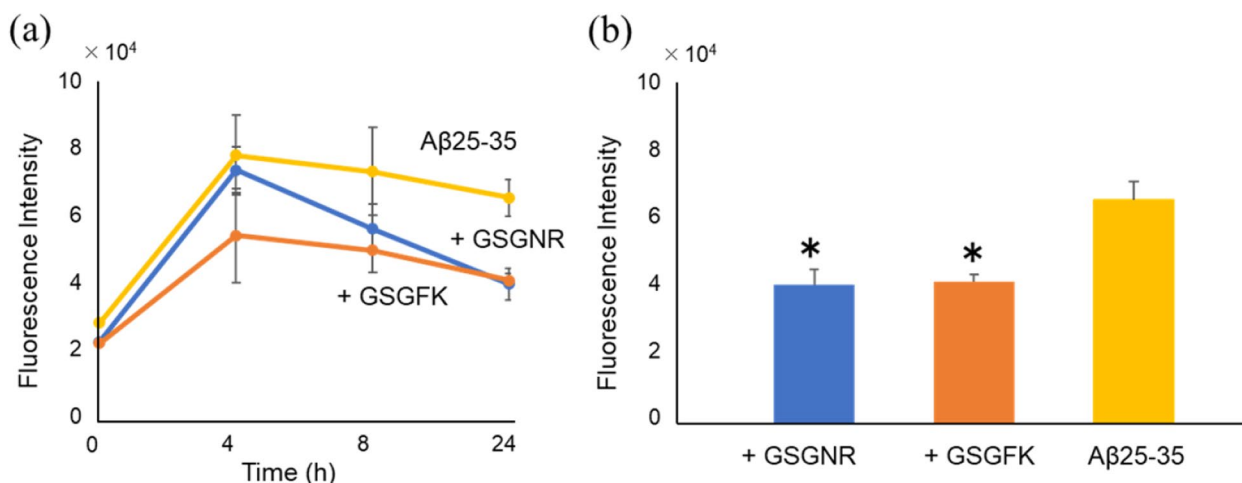 (a)
× 10⁴
10
8
6
4
2
0
Fluorescence Intensity
Aβ25-35
+ GSGNR
+ GSGFK
0 4 8 24
Time (h)
(b)
× 10⁴
10
8
6
4
2
0
Fluorescence Intensity
* *
+ GSGNR + GSGFK Aβ25-35